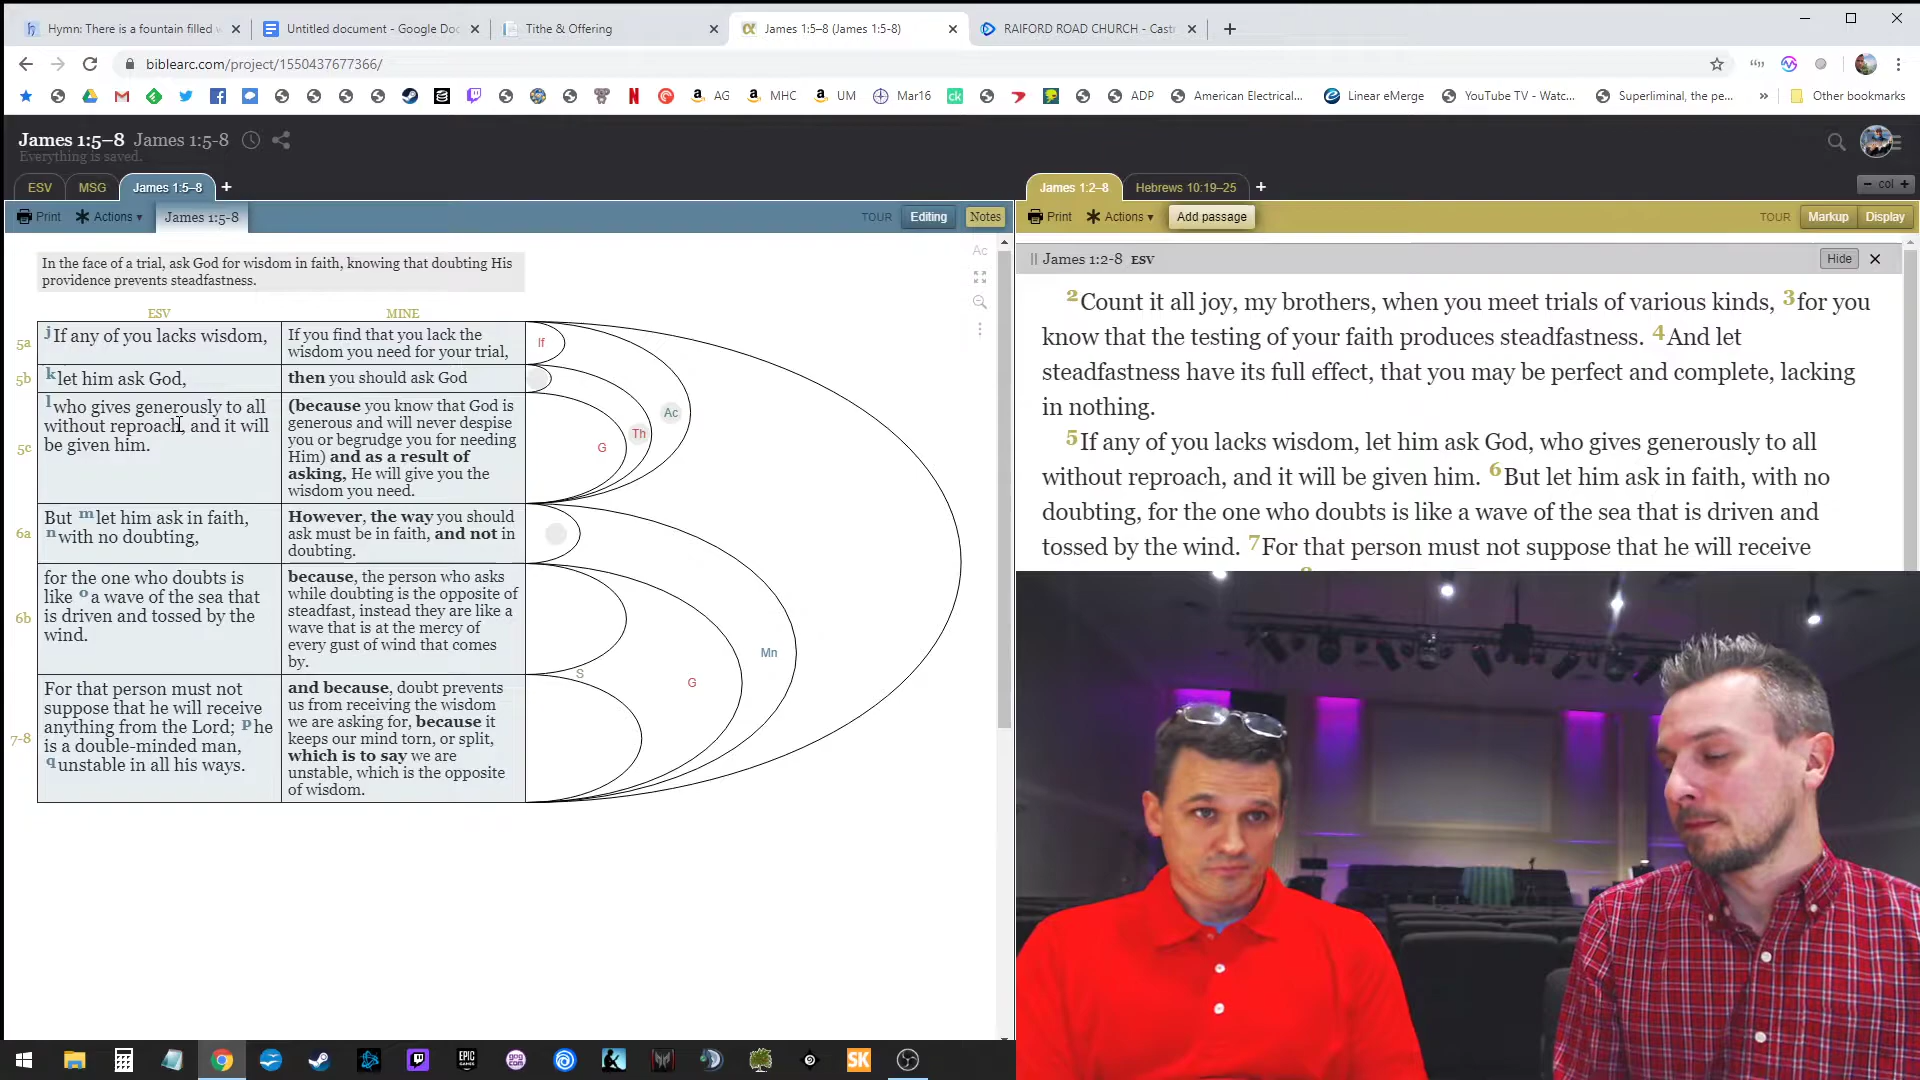 Hymn: There is a fountain filled
Untitled document - Google Doc
Tithe & Offering
James 1:5–8 (James 1:5-8)
RAIFORD ROAD CHURCH - Cast
biblearc.com/project/1550437677366/
AG
MHC
UM
Mar16
ck
ADP
American Electrical...
Linear eMerge
YouTube TV - Watc...
Superliminal, the pe...
»
Other bookmarks
James 1:5–8 James 1:5-8
Everything is saved.
ESV
MSG
James 1:5–8
+
James 1:2–8
Hebrews 10:19–25
+
− col +
Print
Actions
James 1:5-8
TOUR
Editing
Notes
Print
Actions
Add passage
TOUR
Markup
Display
In the face of a trial, ask God for wisdom in faith, knowing that doubting His
providence prevents steadfastness.
Ac
ESV
MINE
5a
j If any of you lacks wisdom,
If you find that you lack the
wisdom you need for your trial,
If
5b
k let him ask God,
then you should ask God
5c
l who gives generously to all
without reproach, and it will
be given him.
(because you know that God is
generous and will never despise
you or begrudge you for needing
Him) and as a result of
asking, He will give you the
wisdom you need.
G
Th
Ac
6a
But m let him ask in faith,
n with no doubting,
However, the way you should
ask must be in faith, and not in
doubting.
6b
for the one who doubts is
like o a wave of the sea that
is driven and tossed by the
wind.
because, the person who asks
while doubting is the opposite of
steadfast, instead they are like a
wave that is at the mercy of
every gust of wind that comes
by.
S
G
Mn
7-8
For that person must not
suppose that he will receive
anything from the Lord; p he
is a double-minded man,
q unstable in all his ways.
and because, doubt prevents
us from receiving the wisdom
we are asking for, because it
keeps our mind torn, or split,
which is to say we are
unstable, which is the opposite
of wisdom.
James 1:2-8 ESV
Hide
2 Count it all joy, my brothers, when you meet trials of various kinds, 3 for you
know that the testing of your faith produces steadfastness. 4 And let
steadfastness have its full effect, that you may be perfect and complete, lacking
in nothing.
5 If any of you lacks wisdom, let him ask God, who gives generously to all
without reproach, and it will be given him. 6 But let him ask in faith, with no
doubting, for the one who doubts is like a wave of the sea that is driven and
tossed by the wind. 7 For that person must not suppose that he will receive
EPIC
GAMES
gog
com
SK